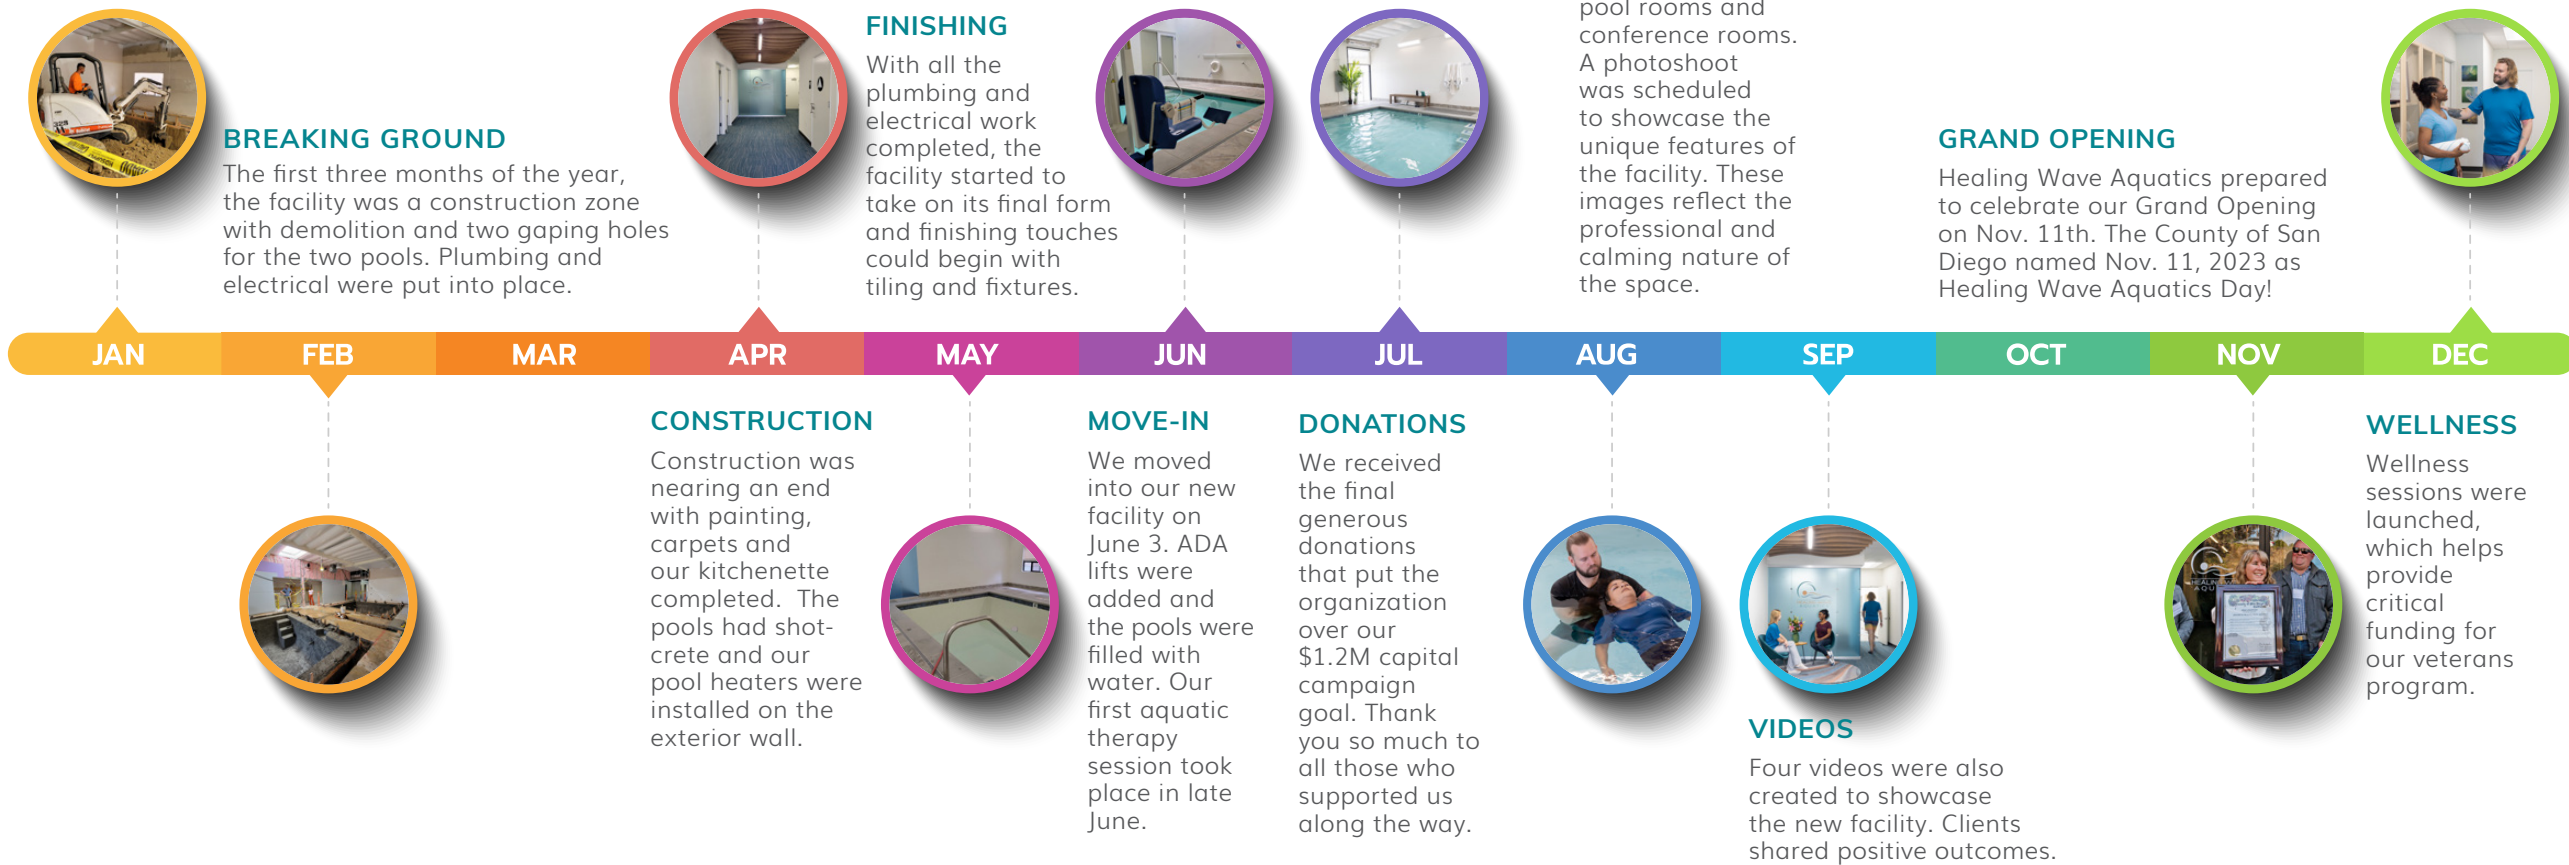 BREAKING GROUND
The first three months of the year,
the facility was a construction zone
with demolition and two gaping holes
for the two pools. Plumbing and
electrical were put into place.
FINISHING
With all the
plumbing and
electrical work
completed, the
facility started to
take on its final form
and finishing touches
could begin with
tiling and fixtures.
pool rooms and
conference rooms.
A photoshoot
was scheduled
to showcase the
unique features of
the facility. These
images reflect the
professional and
calming nature of
the space.
GRAND OPENING
Healing Wave Aquatics prepared
to celebrate our Grand Opening
on Nov. 11th. The County of San
Diego named Nov. 11, 2023 as
Healing Wave Aquatics Day!
JAN FEB MAR APR MAY JUN JUL AUG SEP OCT NOV DEC
CONSTRUCTION
Construction was
nearing an end
with painting,
carpets and
our kitchenette
completed.  The
pools had shot-
crete and our
pool heaters were
installed on the
exterior wall.
MOVE-IN
We moved
into our new
facility on
June 3. ADA
lifts were
added and
the pools were
filled with
water. Our
first aquatic
therapy
session took
place in late
June.
DONATIONS
We received
the final
generous
donations
that put the
organization
over our
$1.2M capital
campaign
goal. Thank
you so much to
all those who
supported us
along the way.
VIDEOS
Four videos were also
created to showcase
the new facility. Clients
shared positive outcomes.
WELLNESS
Wellness
sessions were
launched,
which helps
provide
critical
funding for
our veterans
program.